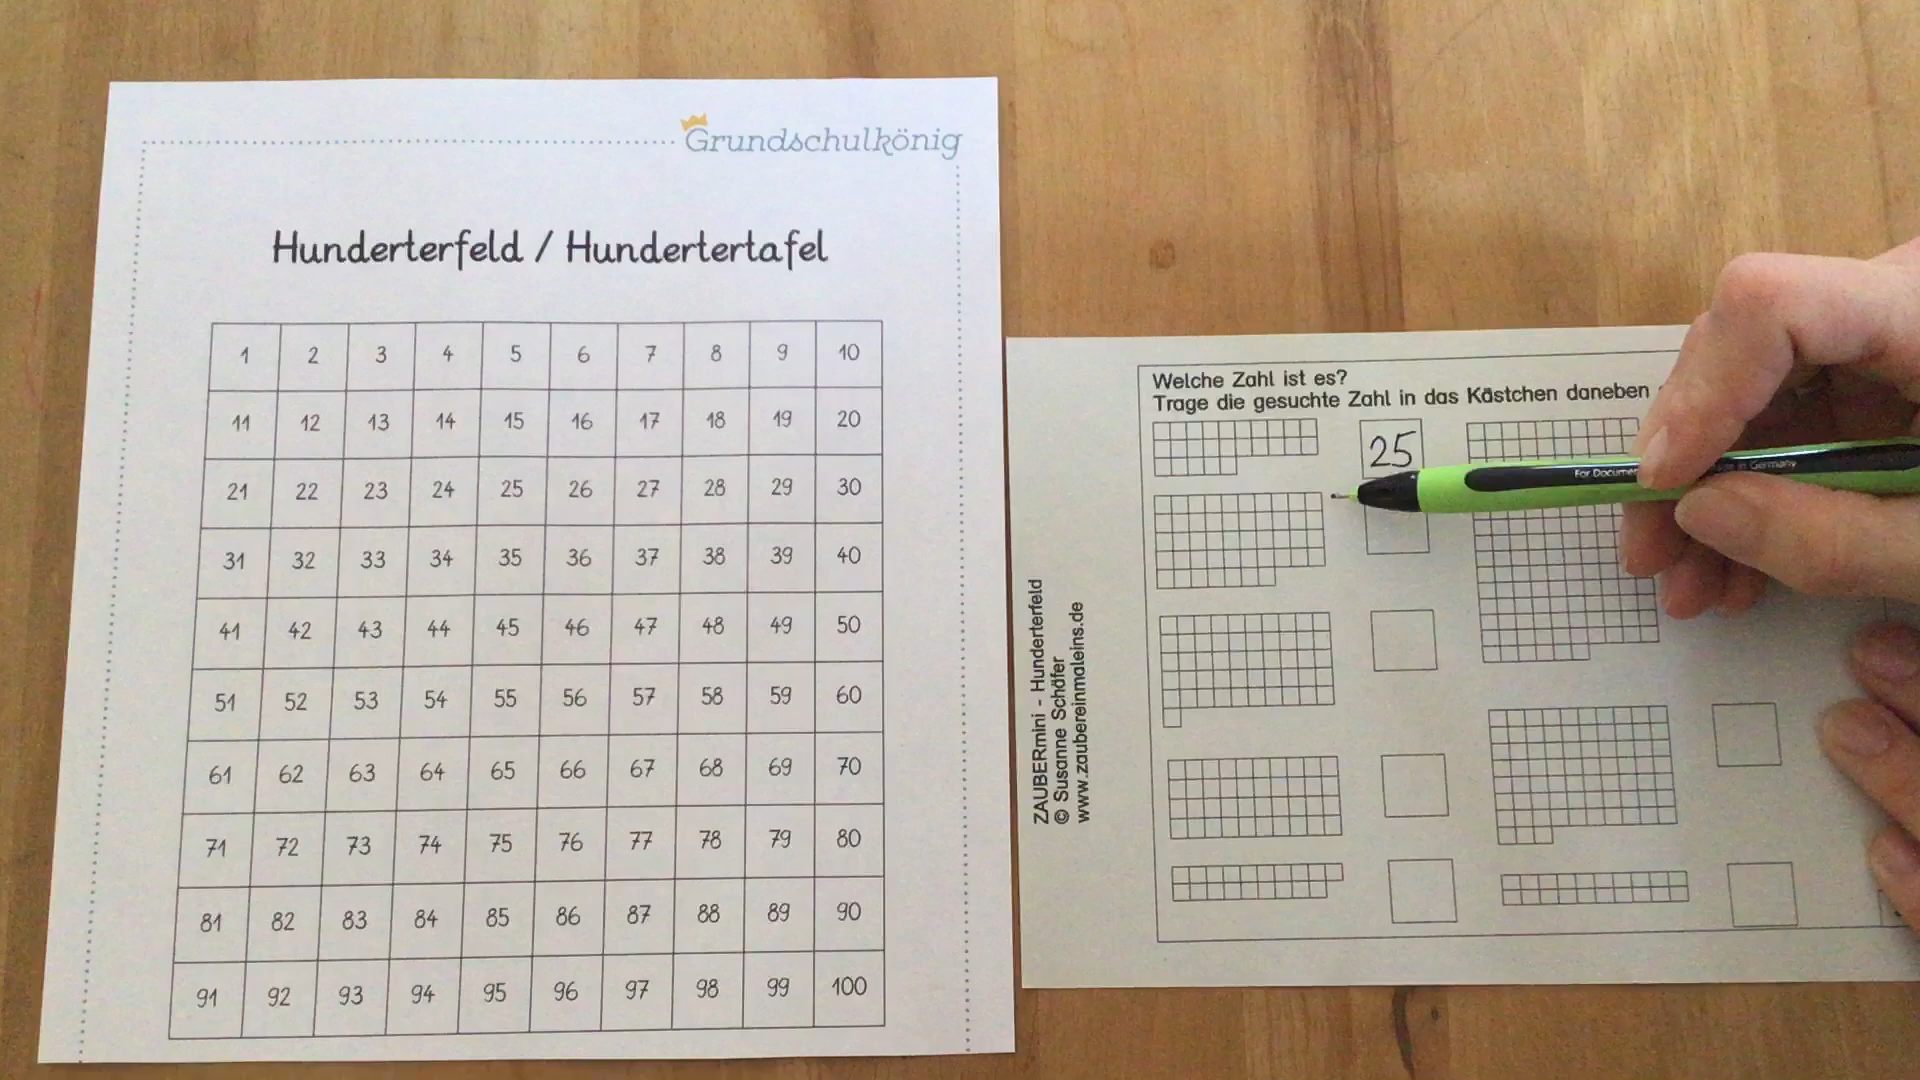 Grundschulkönig
Hunderterfeld / Hundertertafel
1 2 3 4 5 6 7 8 9 10
11 12 13 14 15 16 17 18 19 20
21 22 23 24 25 26 27 28 29 30
31 32 33 34 35 36 37 38 39 40
41 42 43 44 45 46 47 48 49 50
51 52 53 54 55 56 57 58 59 60
61 62 63 64 65 66 67 68 69 70
71 72 73 74 75 76 77 78 79 80
81 82 83 84 85 86 87 88 89 90
91 92 93 94 95 96 97 98 99 100
ZAUBERmini - Hunderterfeld
© Susanne Schäfer
www.zaubereinmaleins.de
Welche Zahl ist es?
Trage die gesuchte Zahl in das Kästchen daneben
25
For
in Germany